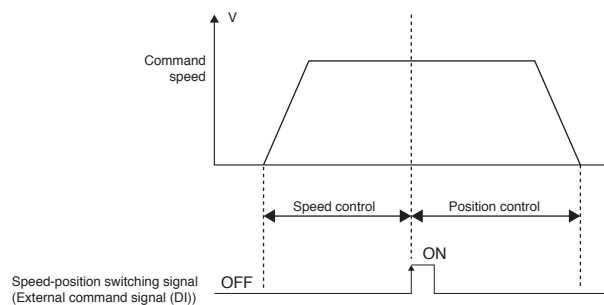 V
Command
speed
Speed control
Position control
ON
Speed-position switching signal
(External command signal (DI))
OFF